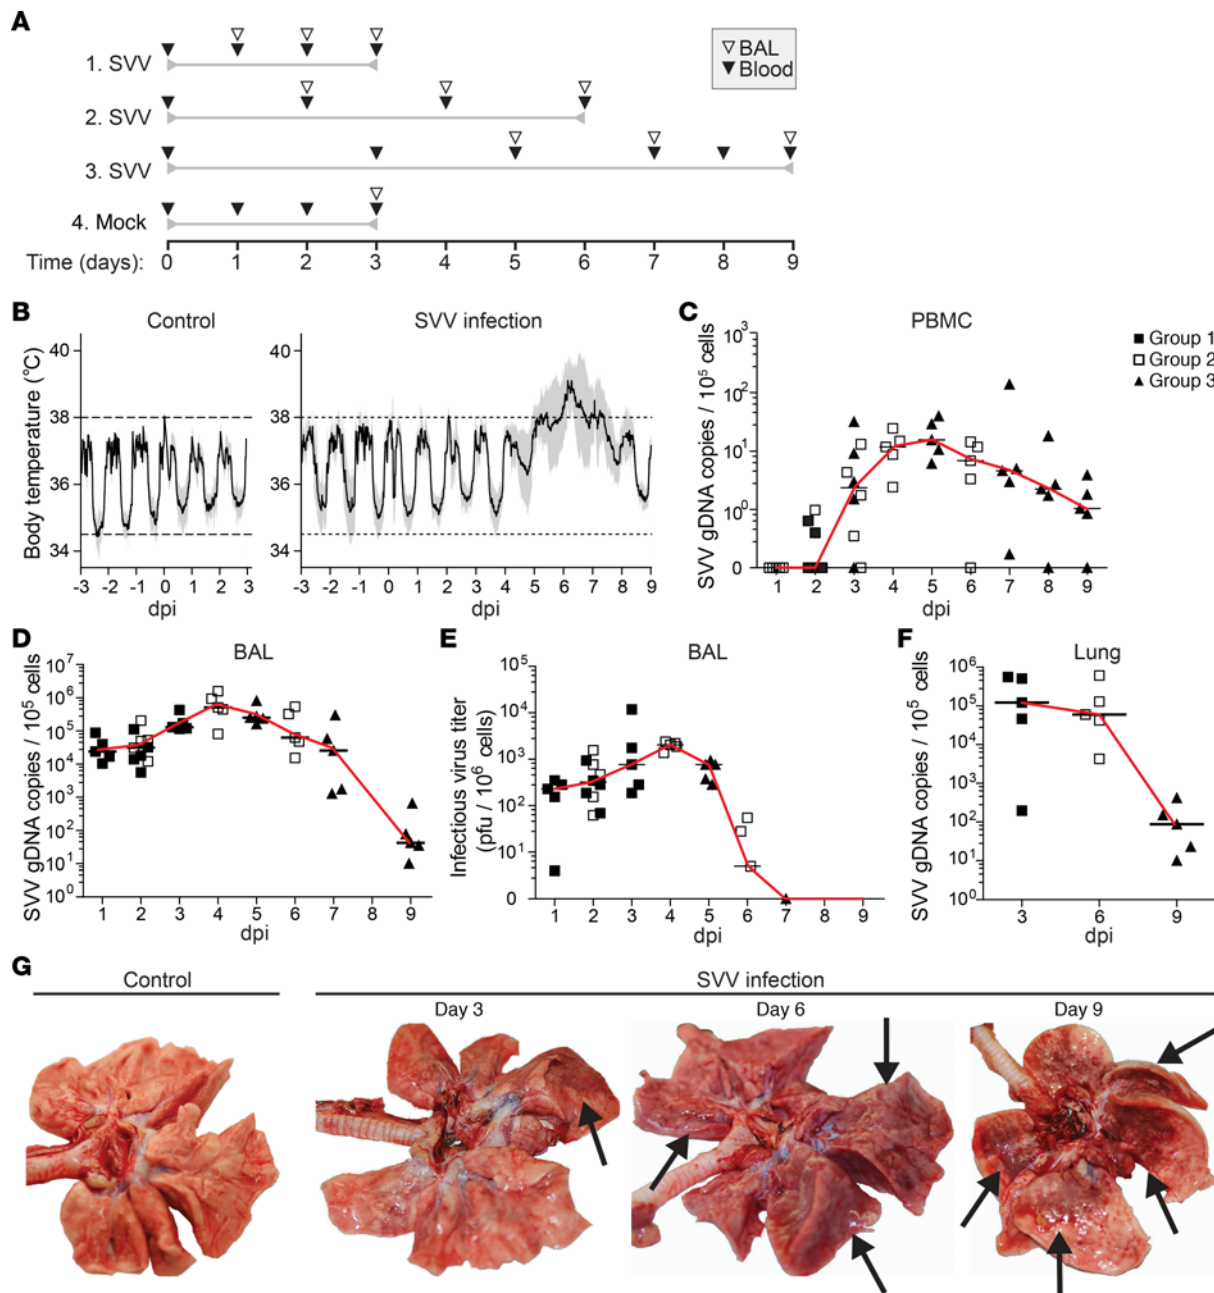 A
▽ BAL
▼ Blood
1. SVV
2. SVV
3. SVV
4. Mock
Time (days): 0 1 2 3 4 5 6 7 8 9
B
Control
SVV infection
Body temperature (°C)
40
38
36
34
-3 -2 -1 0 1 2 3
dpi
40
38
36
34
-3 -2 -1 0 1 2 3 4 5 6 7 8 9
dpi
C
PBMC
SVV gDNA copies / 10⁵ cells
10³
10²
10¹
10⁰
0
1 2 3 4 5 6 7 8 9
dpi
■ Group 1
□ Group 2
▲ Group 3
D
BAL
SVV gDNA copies / 10⁵ cells
10⁷
10⁶
10⁵
10⁴
10³
10²
10¹
10⁰
1 2 3 4 5 6 7 8 9
dpi
E
BAL
Infectious virus titer
(pfu / 10⁶ cells)
10⁵
10³
10²
10¹
0
1 2 3 4 5 6 7 8 9
dpi
F
Lung
SVV gDNA copies / 10⁵ cells
10⁶
10⁵
10⁴
10³
10²
10¹
10⁰
3 6 9
dpi
G
Control
SVV infection
Day 3
Day 6
Day 9